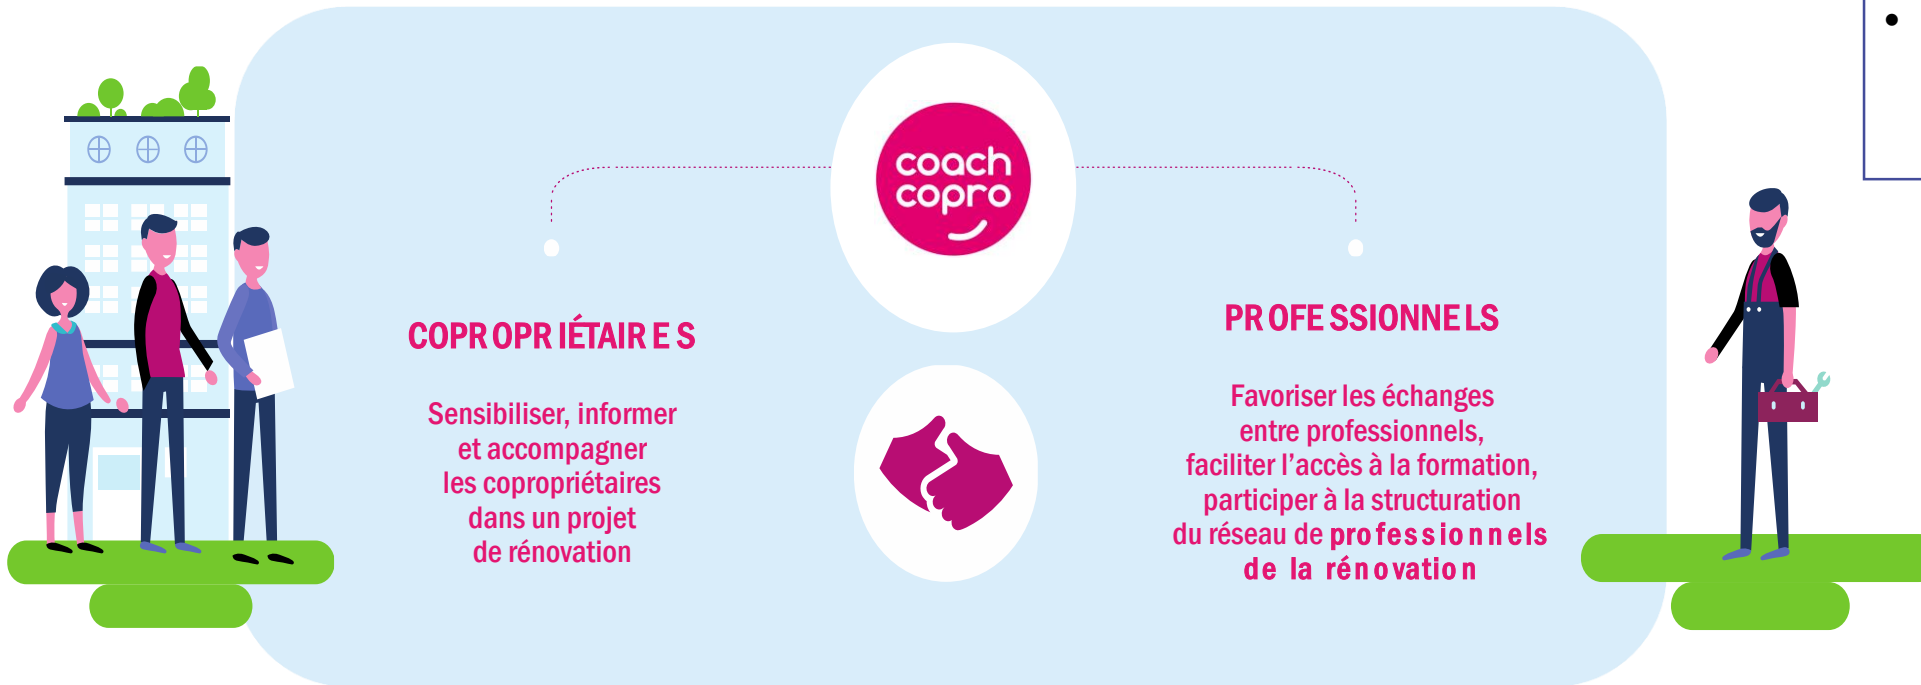 coach
copro
COPROPRIÉTAIRES
Sensibiliser, informer
et accompagner
les copropriétaires
dans un projet
de rénovation
PROFESSIONNELS
Favoriser les échanges
entre professionnels,
faciliter l’accès à la formation,
participer à la structuration
du réseau de professionnels
de la rénovation